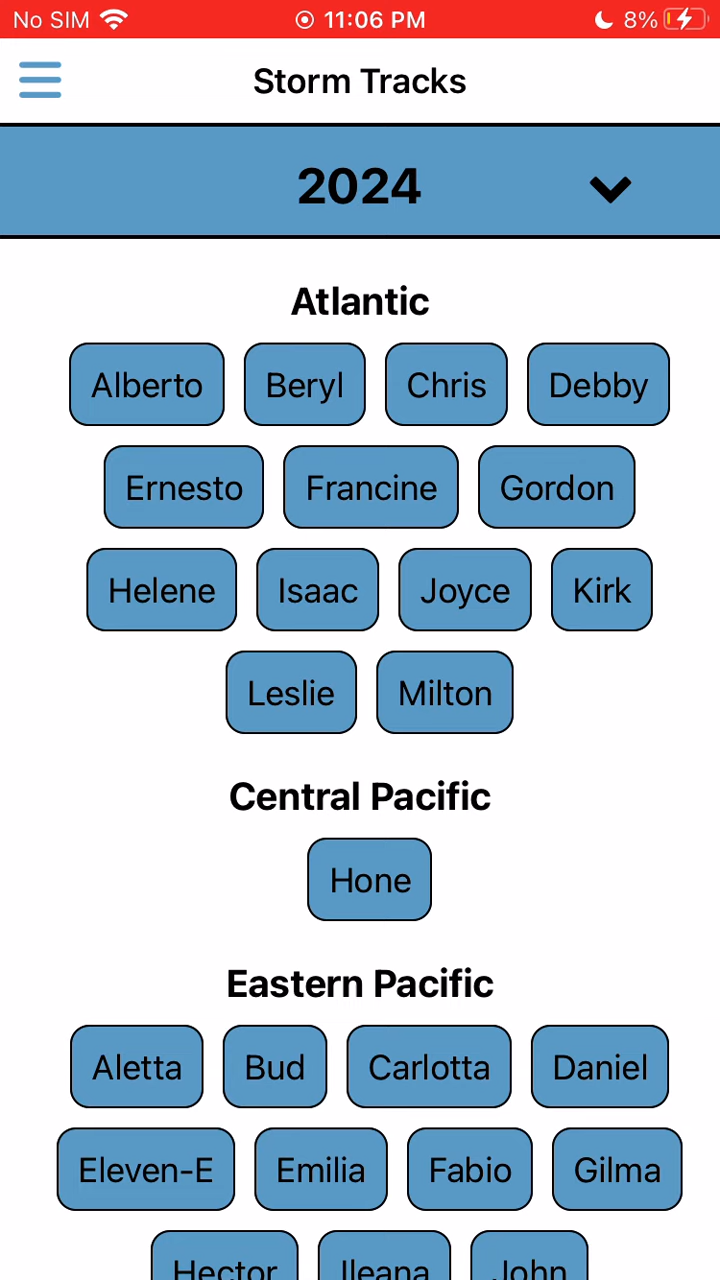 No SIM 11:06 PM 8%
Storm Tracks
2024
Atlantic
Alberto Beryl Chris Debby
Ernesto Francine Gordon
Helene Isaac Joyce Kirk
Leslie Milton
Central Pacific
Hone
Eastern Pacific
Aletta Bud Carlotta Daniel
Eleven-E Emilia Fabio Gilma
Hector Ileana John